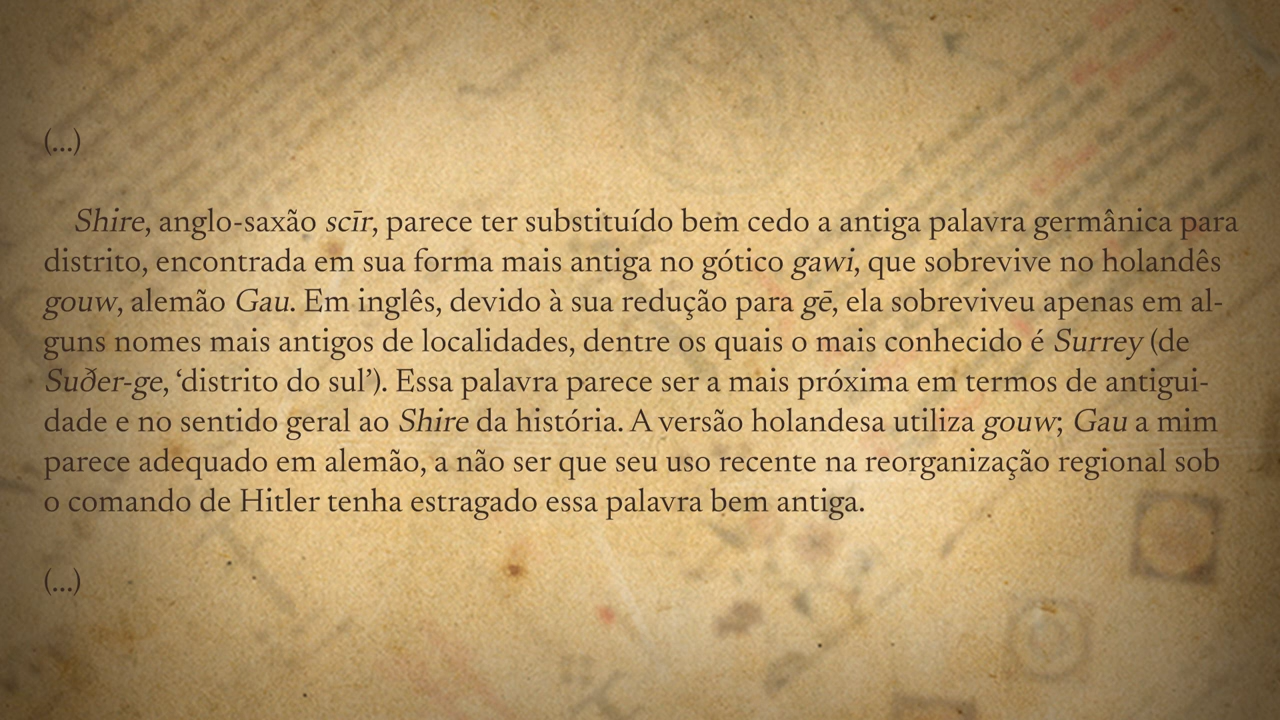 (...)
Shire, anglo-saxão scīr, parece ter substituído bem cedo a antiga palavra germânica para
distrito, encontrada em sua forma mais antiga no gótico gawi, que sobrevive no holandês
gouw, alemão Gau. Em inglês, devido à sua redução para gē, ela sobreviveu apenas em al-
guns nomes mais antigos de localidades, dentre os quais o mais conhecido é Surrey (de
Suðer-ge, ‘distrito do sul’). Essa palavra parece ser a mais próxima em termos de antigui-
dade e no sentido geral ao Shire da história. A versão holandesa utiliza gouw; Gau a mim
parece adequado em alemão, a não ser que seu uso recente na reorganização regional sob
o comando de Hitler tenha estragado essa palavra bem antiga.
(...)